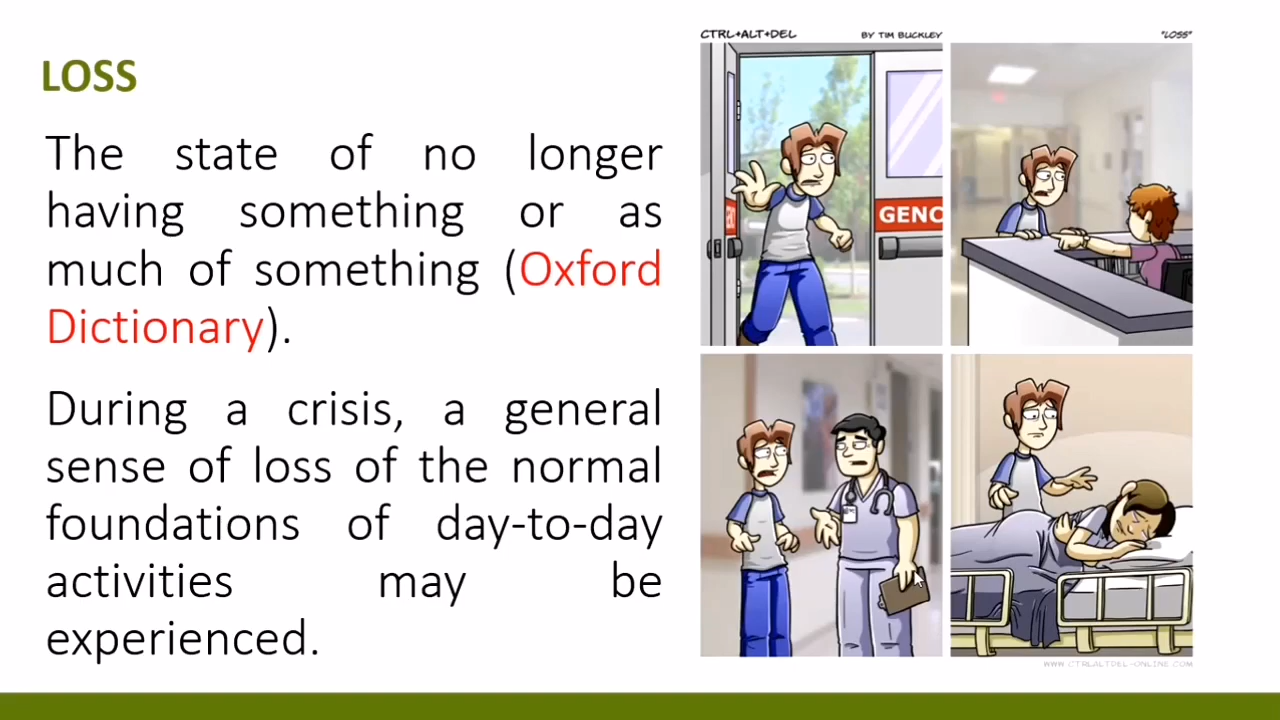 LOSS
The state of no longer
having something or as
much of something (Oxford
Dictionary).
During a crisis, a general
sense of loss of the normal
foundations of day-to-day
activities may be
experienced.
CTRL+ALT+DEL BY TIM BUCKLEY "LOSS"
GENC
WWW.CTRLALTDEL-ONLINE.COM